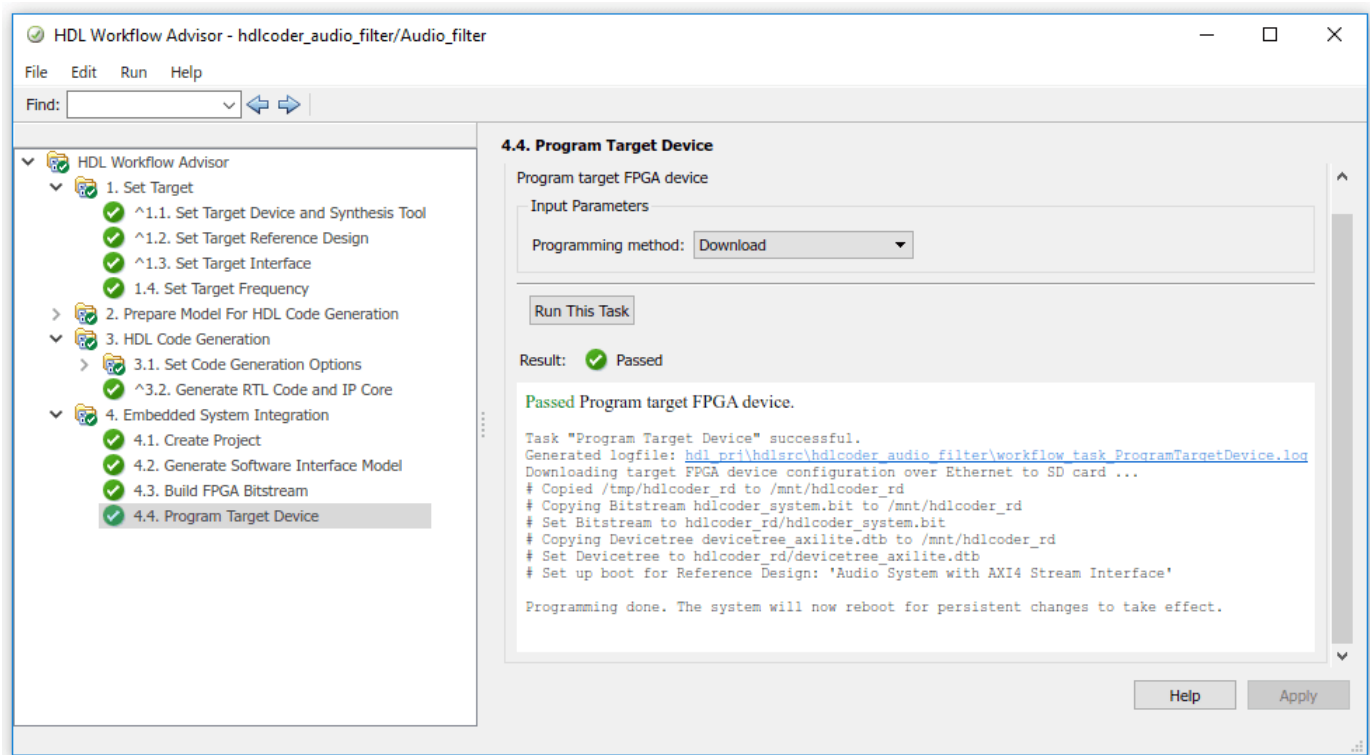 HDL Workflow Advisor - hdlcoder_audio_filter/Audio_filter
File Edit Run Help
Find:
HDL Workflow Advisor
1. Set Target
^1.1. Set Target Device and Synthesis Tool
^1.2. Set Target Reference Design
^1.3. Set Target Interface
1.4. Set Target Frequency
2. Prepare Model For HDL Code Generation
3. HDL Code Generation
3.1. Set Code Generation Options
^3.2. Generate RTL Code and IP Core
4. Embedded System Integration
4.1. Create Project
4.2. Generate Software Interface Model
4.3. Build FPGA Bitstream
4.4. Program Target Device
4.4. Program Target Device
Program target FPGA device
Input Parameters
Programming method: Download
Run This Task
Result: Passed
Passed Program target FPGA device.
Task "Program Target Device" successful.
Generated logfile: hdl_prj\hdlsrc\hdlcoder_audio_filter\workflow_task_ProgramTargetDevice.log
Downloading target FPGA device configuration over Ethernet to SD card ...
# Copied /tmp/hdlcoder_rd to /mnt/hdlcoder_rd
# Copying Bitstream hdlcoder_system.bit to /mnt/hdlcoder_rd
# Set Bitstream to hdlcoder_rd/hdlcoder_system.bit
# Copying Devicetree devicetree_axilite.dtb to /mnt/hdlcoder_rd
# Set Devicetree to hdlcoder_rd/devicetree_axilite.dtb
# Set up boot for Reference Design: 'Audio System with AXI4 Stream Interface'
Programming done. The system will now reboot for persistent changes to take effect.
Help Apply